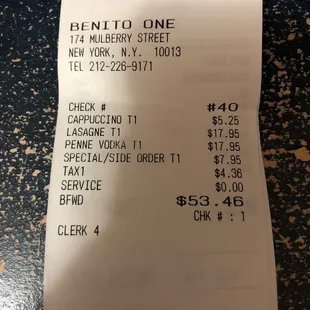 BENITO ONE
174 MULBERRY STREET
NEW YORK, N.Y. 10013
TEL 212-226-9171
CHECK # #40
CAPPUCCINO T1 $5.25
LASAGNE T1 $17.95
PENNE VODKA T1 $17.95
SPECIAL/SIDE ORDER T1 $7.95
TAX1 $4.36
SERVICE $0.00
BFWD $53.46
CHK # : 1
CLERK 4